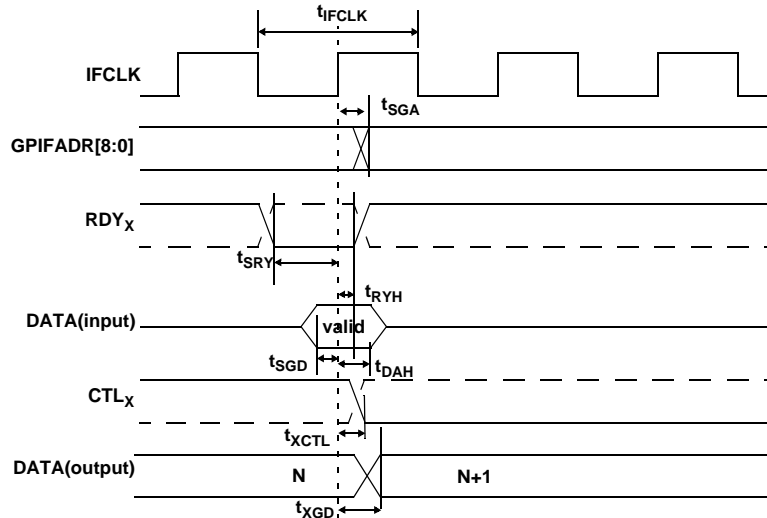 tIFCLK
IFCLK
tSGA
GPIFADR[8:0]
RDYX
tSRY
tRYH
DATA(input)
valid
tSGD
tDAH
CTLX
tXCTL
DATA(output)
N
N+1
tXGD